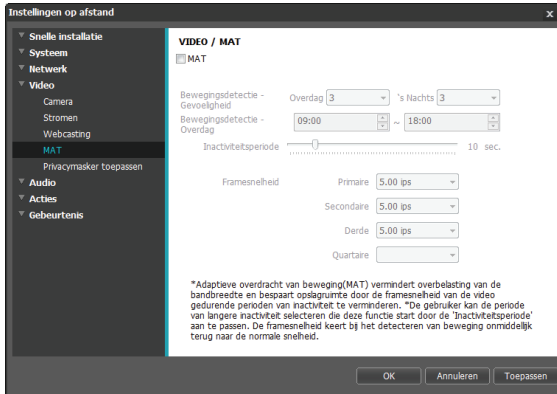 Instellingen op afstand
x
Snelle installatie
Systeem
Netwerk
Video
Camera
Stromen
Webcasting
MAT
Privacymasker toepassen
Audio
Acties
Gebeurtenis
VIDEO / MAT
MAT
Bewegingsdetectie -
Gevoeligheid
Overdag 3 's Nachts 3
Bewegingsdetectie -
Overdag
09:00 ~ 18:00
Inactiviteitsperiode 10 sec.
Framesnelheid Primaire 5.00 ips
Secondaire 5.00 ips
Derde 5.00 ips
Quartaire
*Adaptieve overdracht van beweging(MAT) vermindert overbelasting van de
bandbreedte en bespaart opslagruimte door de framesnelheid van de video
gedurende perioden van inactiviteit te verminderen. *De gebruiker kan de periode
van langere inactiviteit selecteren die deze functie start door de 'Inactiviteitsperiode'
aan te passen. De framesnelheid keert bij het detecteren van beweging onmiddellijk
terug naar de normale snelheid.
OK Annuleren Toepassen